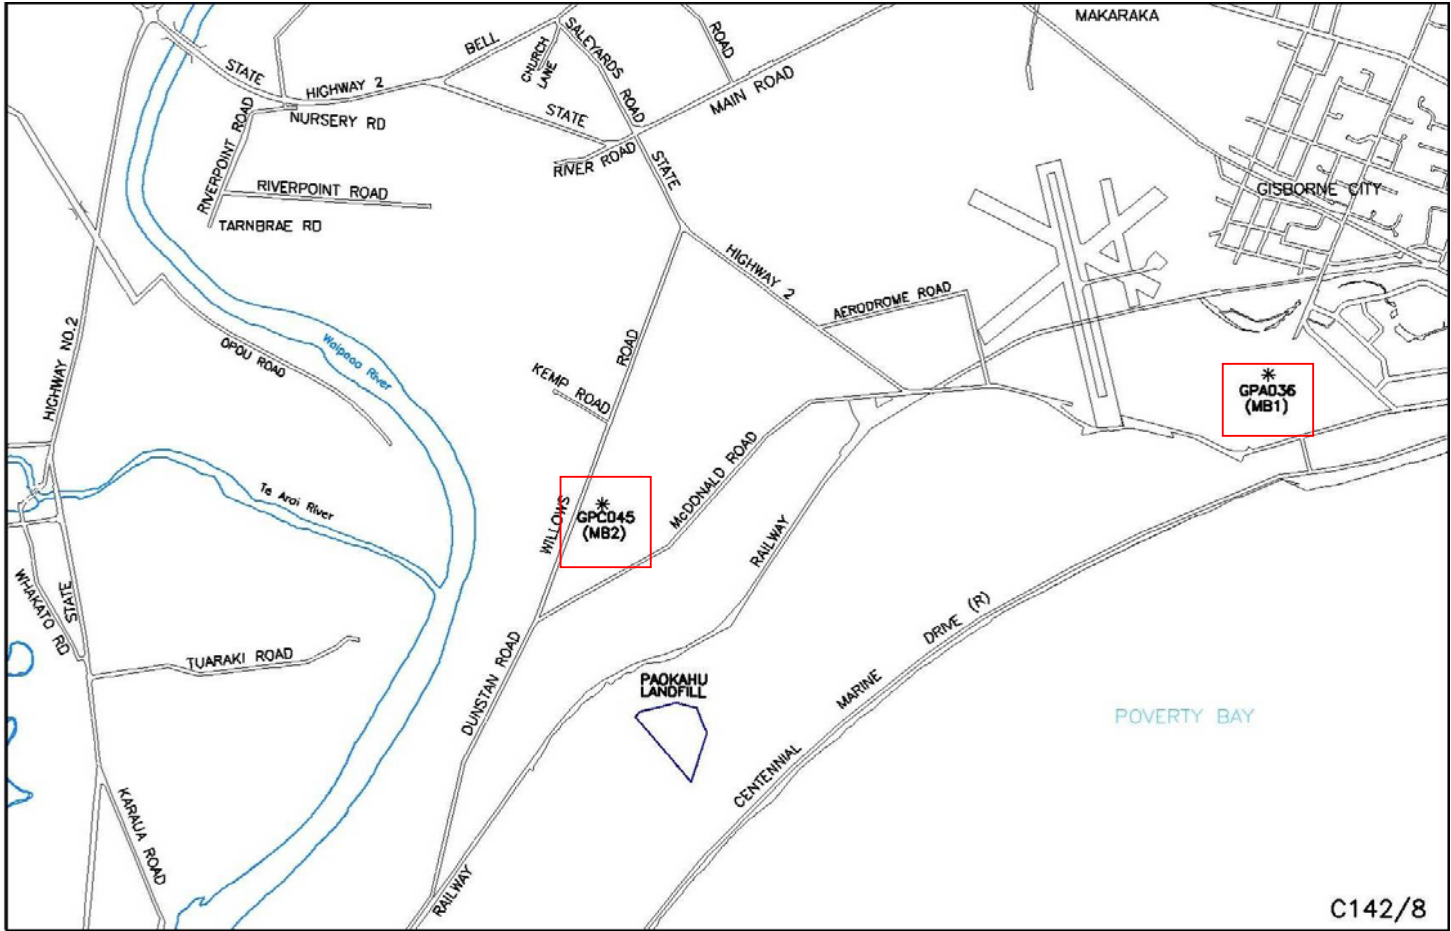 MAKARAKA
BELL
SALEYARDS
ROAD
CHURCH
LANE
ROAD
MAIN ROAD
STATE
HIGHWAY 2
NURSERY RD
STATE
RIVER ROAD
STATE
RIVERPOINT ROAD
RIVERPOINT ROAD
TARNBRAE RD
GISBORNE CITY
HIGHWAY 2
AERODROME ROAD
HIGHWAY NO.2
OPOU ROAD
Waipaoa River
ROAD
KEMP ROAD
GPA036
(MB1)
McDONALD ROAD
WILLOWS
GPC045
(MB2)
Te Arai River
RAILWAY
WHAKATO RD
STATE
TUARAKI ROAD
DUNSTAN ROAD
PAOKAHU
LANDFILL
DRIVE (R)
MARINE
CENTENNIAL
POVERTY BAY
KARAUA ROAD
RAILWAY
C142/8